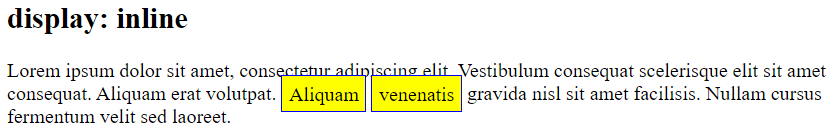 display: inline
Lorem ipsum dolor sit amet, consectetur adipiscing elit. Vestibulum consequat scelerisque elit sit amet
consequat. Aliquam erat volutpat. Aliquam venenatis gravida nisl sit amet facilisis. Nullam cursus
fermentum velit sed laoreet.